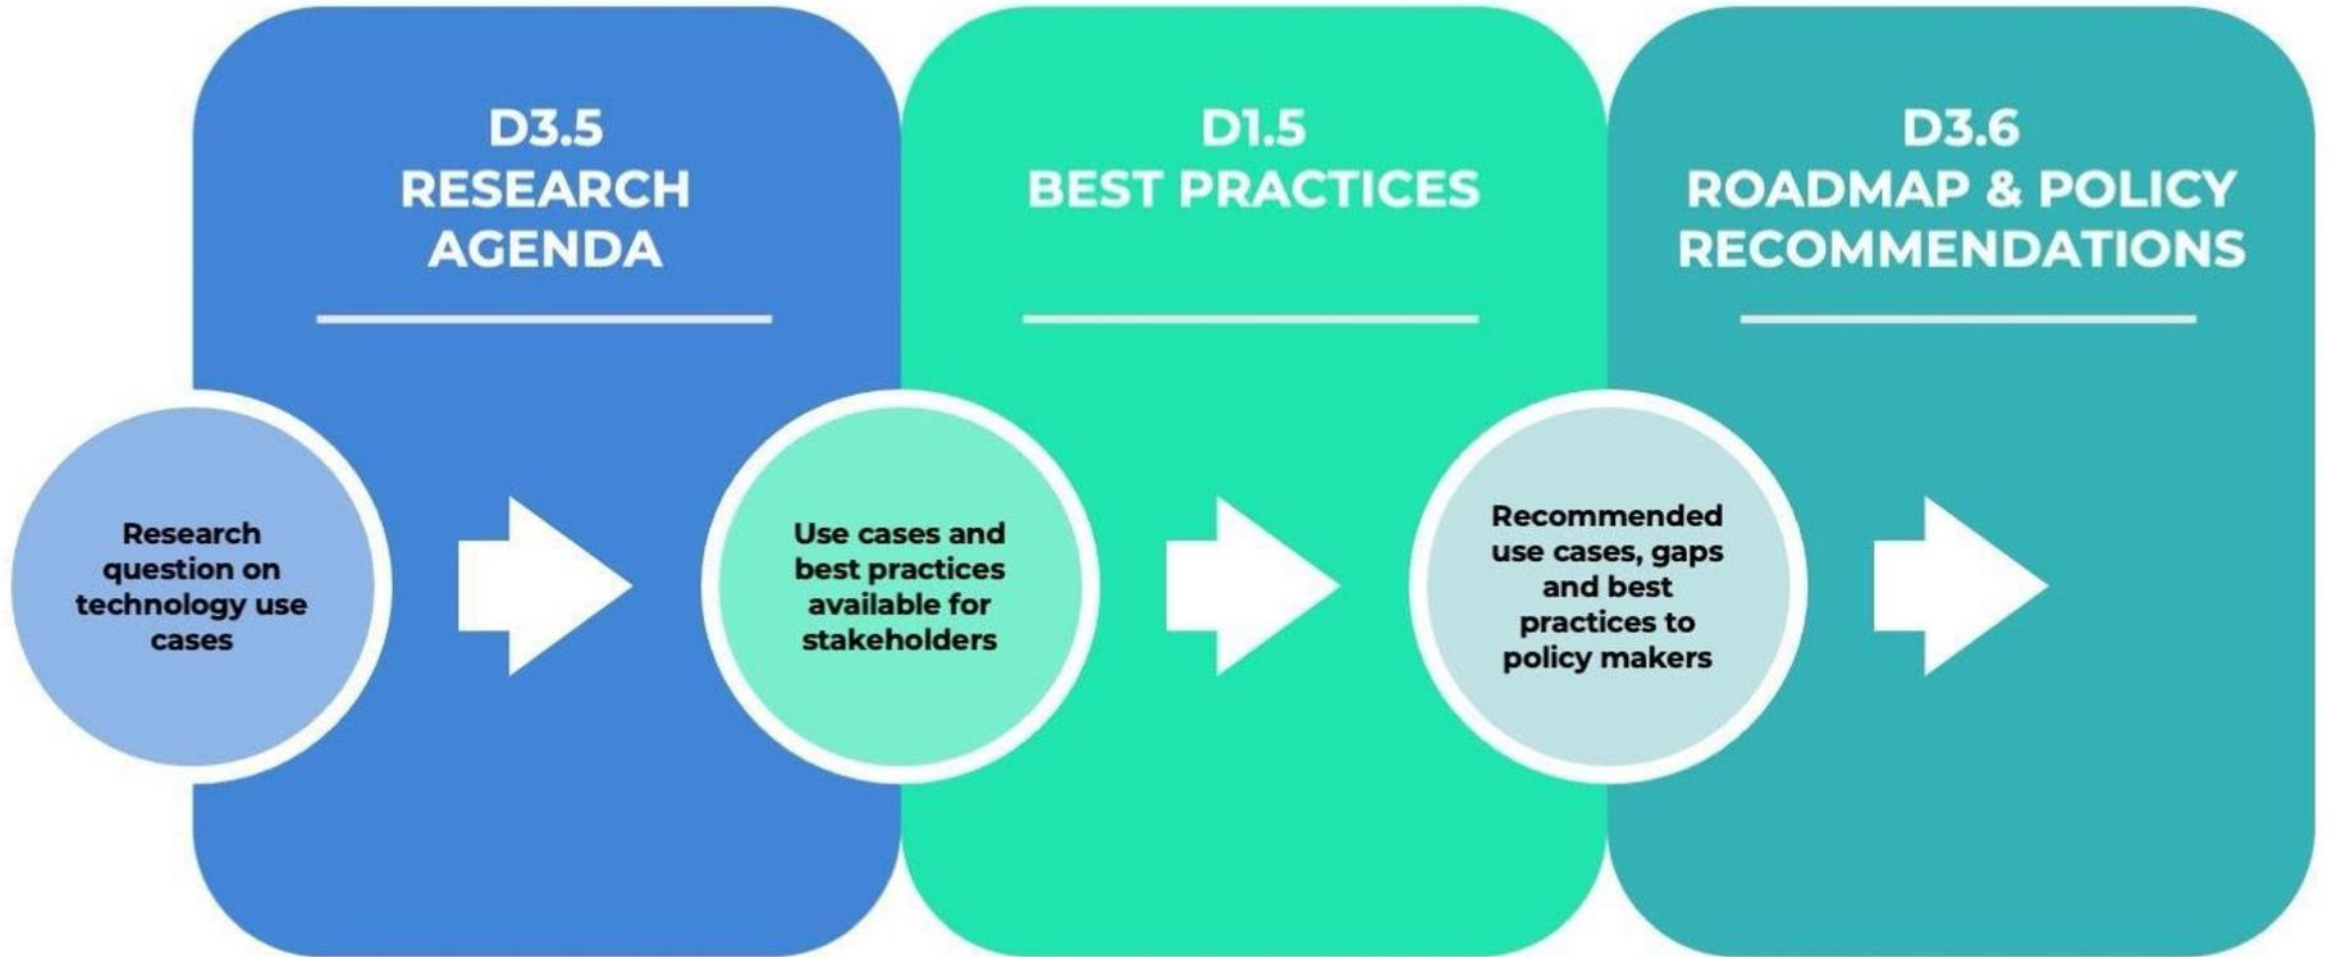 D3.5
RESEARCH
AGENDA
Research
question on
technology use
cases
D1.5
BEST PRACTICES
Use cases and
best practices
available for
stakeholders
D3.6
ROADMAP & POLICY
RECOMMENDATIONS
Recommended
use cases, gaps
and best
practices to
policy makers